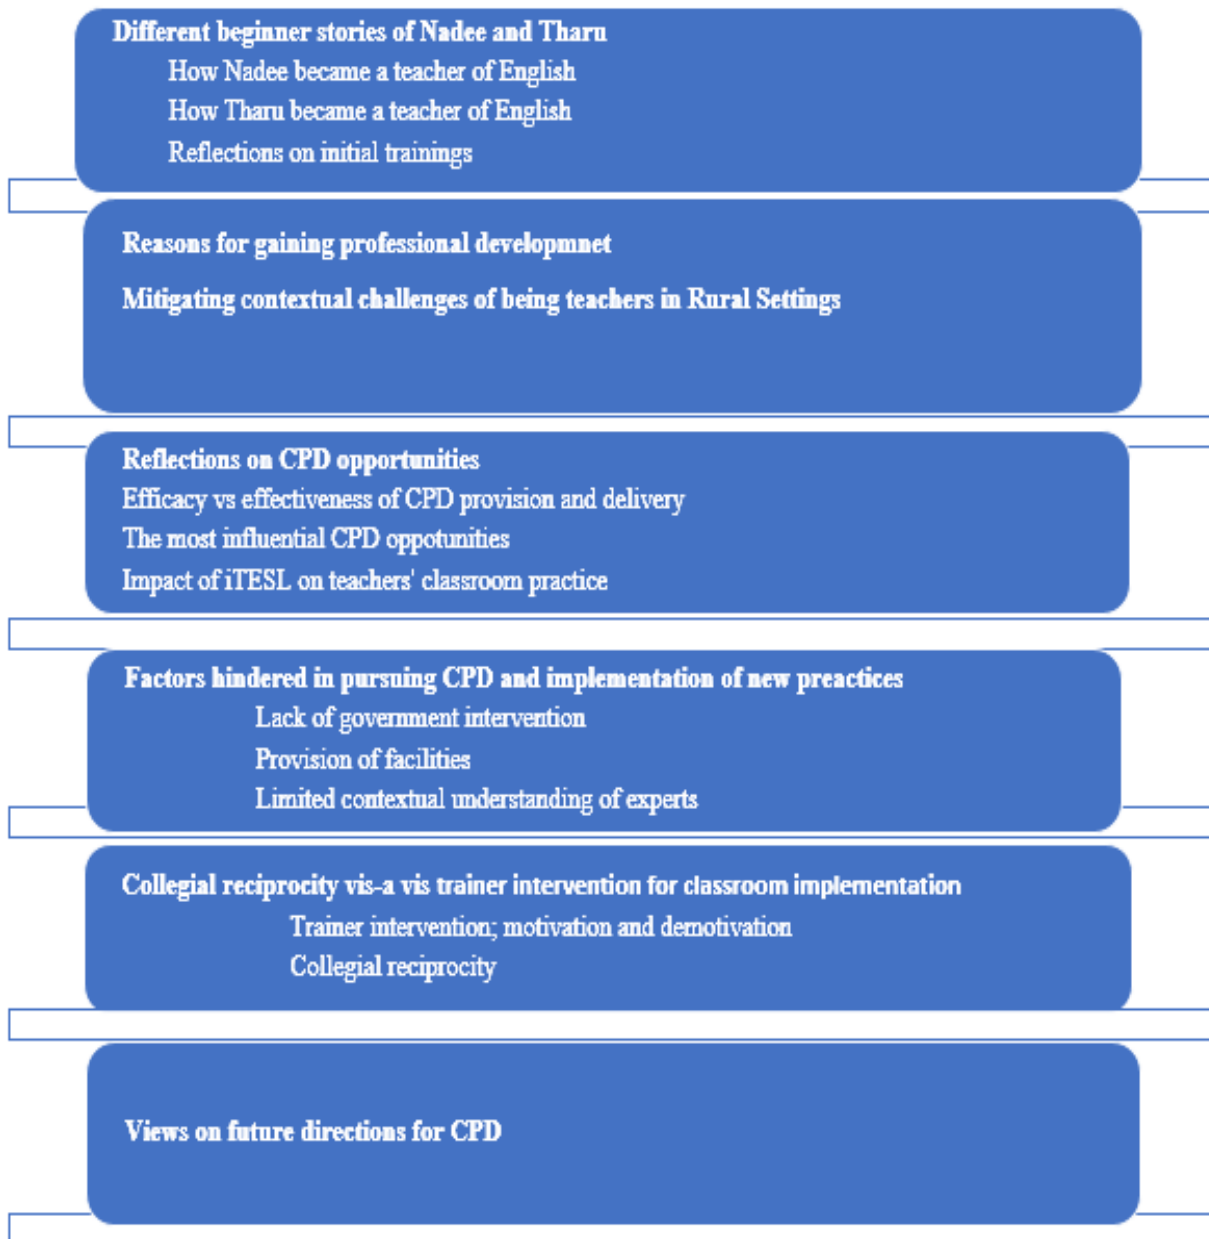 Different beginner stories of Nadee and Tharu
How Nadee became a teacher of English
How Tharu became a teacher of English
Reflections on initial trainings
Reasons for gaining professional developmnet
Mitigating contextual challenges of being teachers in Rural Settings
Reflections on CPD opportunities
Efficacy vs effectiveness of CPD provision and delivery
The most influential CPD oppotunities
Impact of iTESL on teachers' classroom practice
Factors hindered in pursuing CPD and implementation of new preactices
Lack of government intervention
Provision of facilities
Limited contextual understanding of experts
Collegial reciprocity vis-a vis trainer intervention for classroom implementation
Trainer intervention; motivation and demotivation
Collegial reciprocity
Views on future directions for CPD